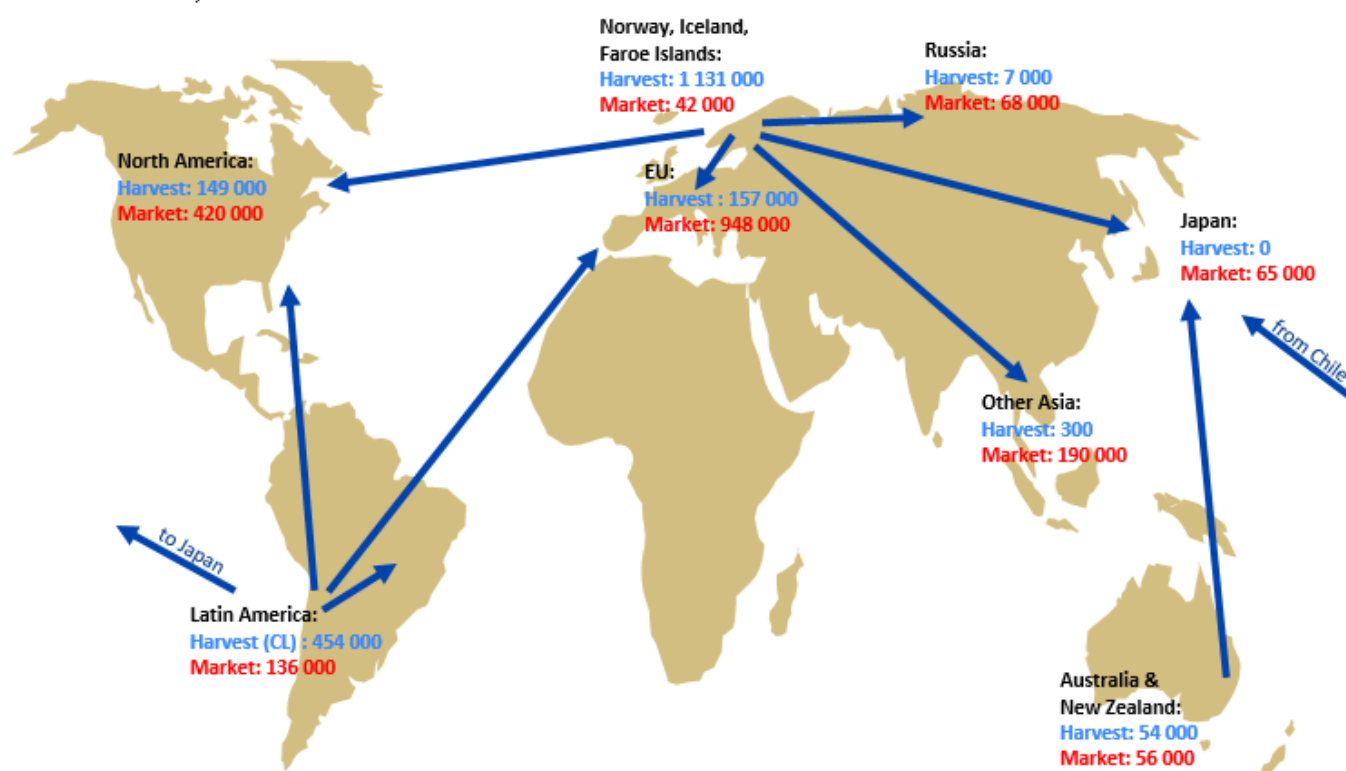 Norway, Iceland,
Faroe Islands:
Harvest: 1 131 000
Market: 42 000
Russia:
Harvest: 7 000
Market: 68 000
North America:
Harvest: 149 000
Market: 420 000
EU:
Harvest : 157 000
Market: 948 000
Japan:
Harvest: 0
Market: 65 000
from Chile
Other Asia:
Harvest: 300
Market: 190 000
to Japan
Latin America:
Harvest (CL) : 454 000
Market: 136 000
Australia &
New Zealand:
Harvest: 54 000
Market: 56 000